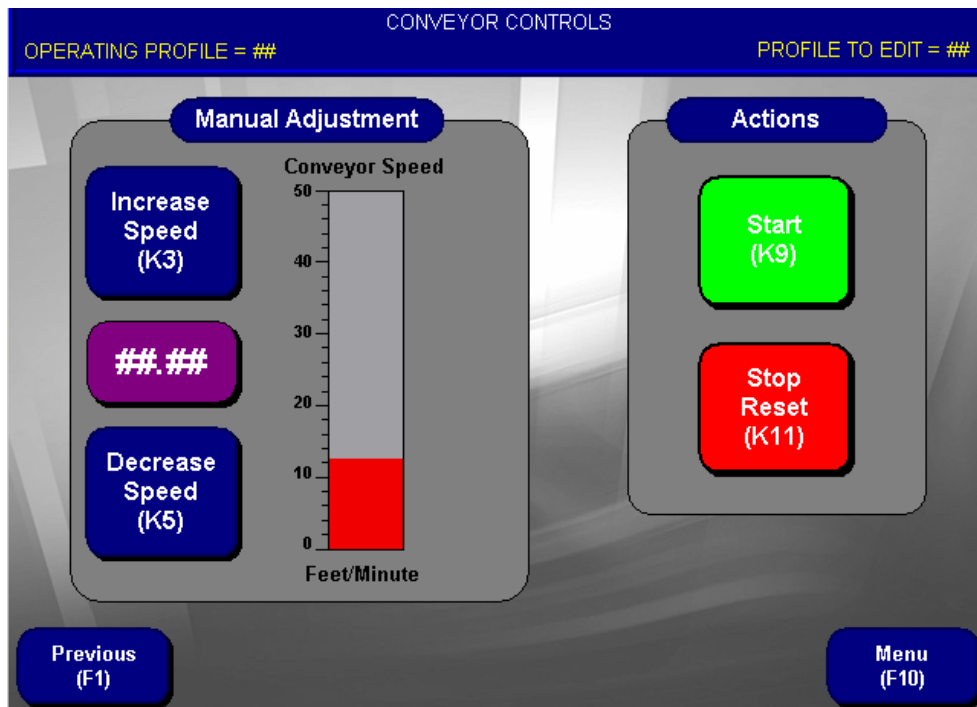 CONVEYOR CONTROLS
OPERATING PROFILE = ##
PROFILE TO EDIT = ##
Manual Adjustment
Increase
Speed
(K3)
##.##
Decrease
Speed
(K5)
Conveyor Speed
50
40
30
20
10
0
Feet/Minute
Actions
Start
(K9)
Stop
Reset
(K11)
Previous
(F1)
Menu
(F10)